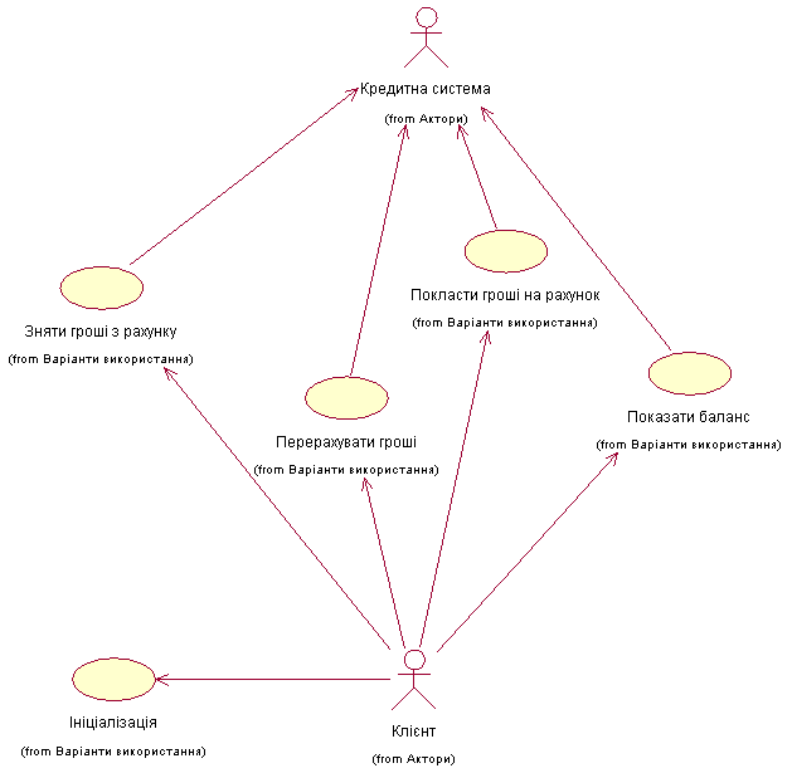 Кредитна система
(from Актори)
Покласти гроші на рахунок
(from Варіанти використання)
Зняти гроші з рахунку
(from Варіанти використання)
Показати баланс
(from Варіанти використання)
Перерахувати гроші
(from Варіанти використання)
Ініціалізація
(from Варіанти використання)
Клієнт
(from Актори)